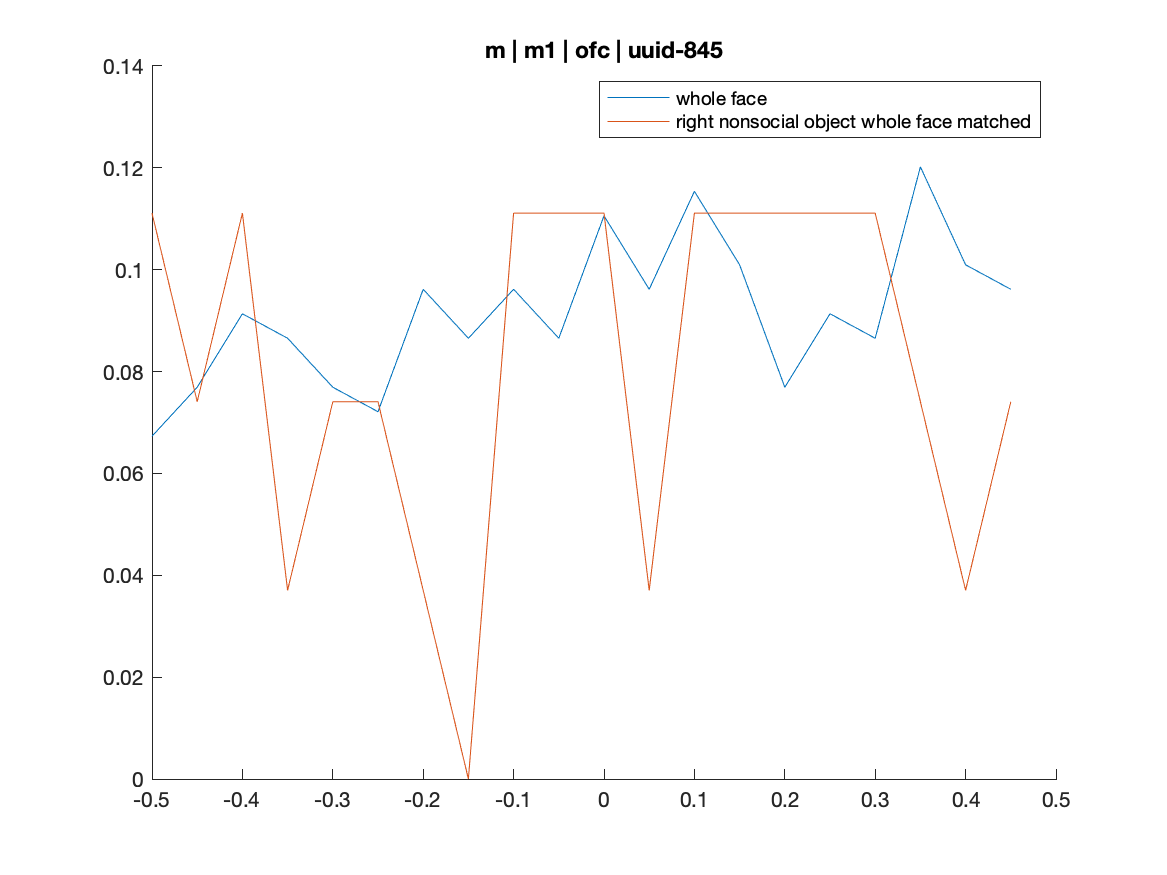 m | m1 | ofc | uuid-845
whole face
right nonsocial object whole face matched
0.14
0.12
0.1
0.08
0.06
0.04
0.02
0
-0.5 -0.4 -0.3 -0.2 -0.1 0 0.1 0.2 0.3 0.4 0.5